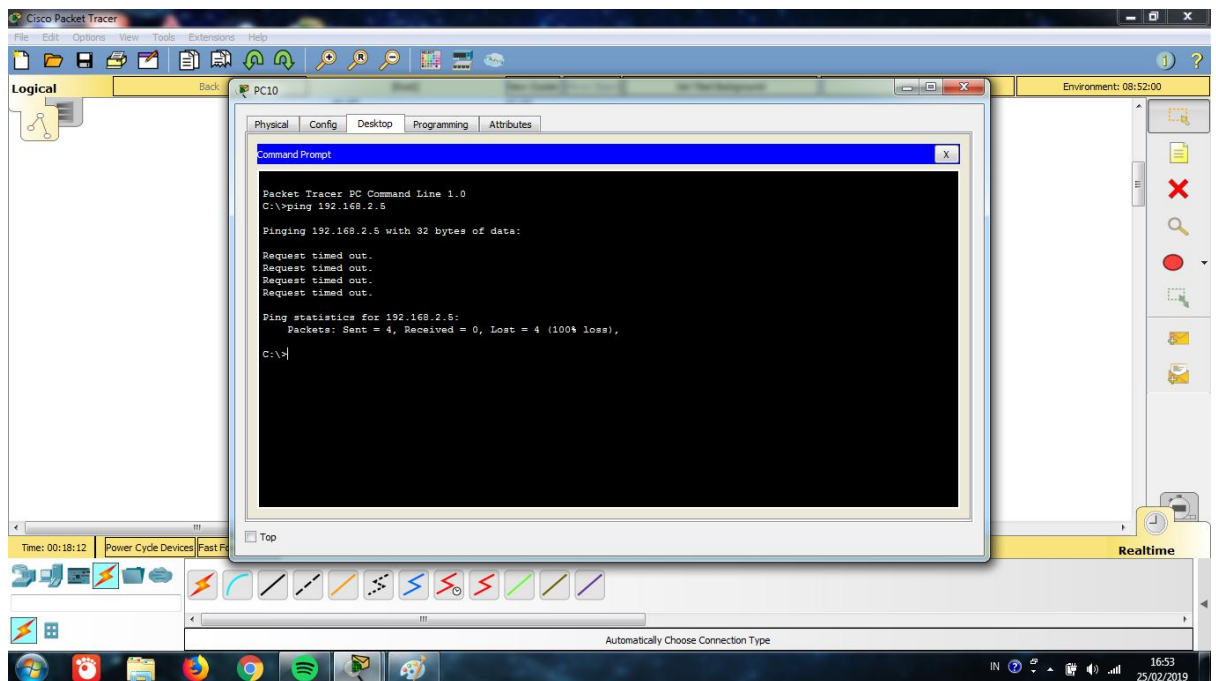 Cisco Packet Tracer
File Edit Options View Tools Extensions Help
Logical
Back
Environment: 08:52:00
PC10
Physical Config Desktop Programming Attributes
Command Prompt
X
Packet Tracer PC Command Line 1.0
C:\>ping 192.168.2.5
Pinging 192.168.2.5 with 32 bytes of data:
Request timed out.
Request timed out.
Request timed out.
Request timed out.
Ping statistics for 192.168.2.5:
Packets: Sent = 4, Received = 0, Lost = 4 (100% loss),
C:\>
Top
Time: 00:18:12 Power Cycle Devices Fast
Realtime
Automatically Choose Connection Type
IN
16:53
25/02/2019